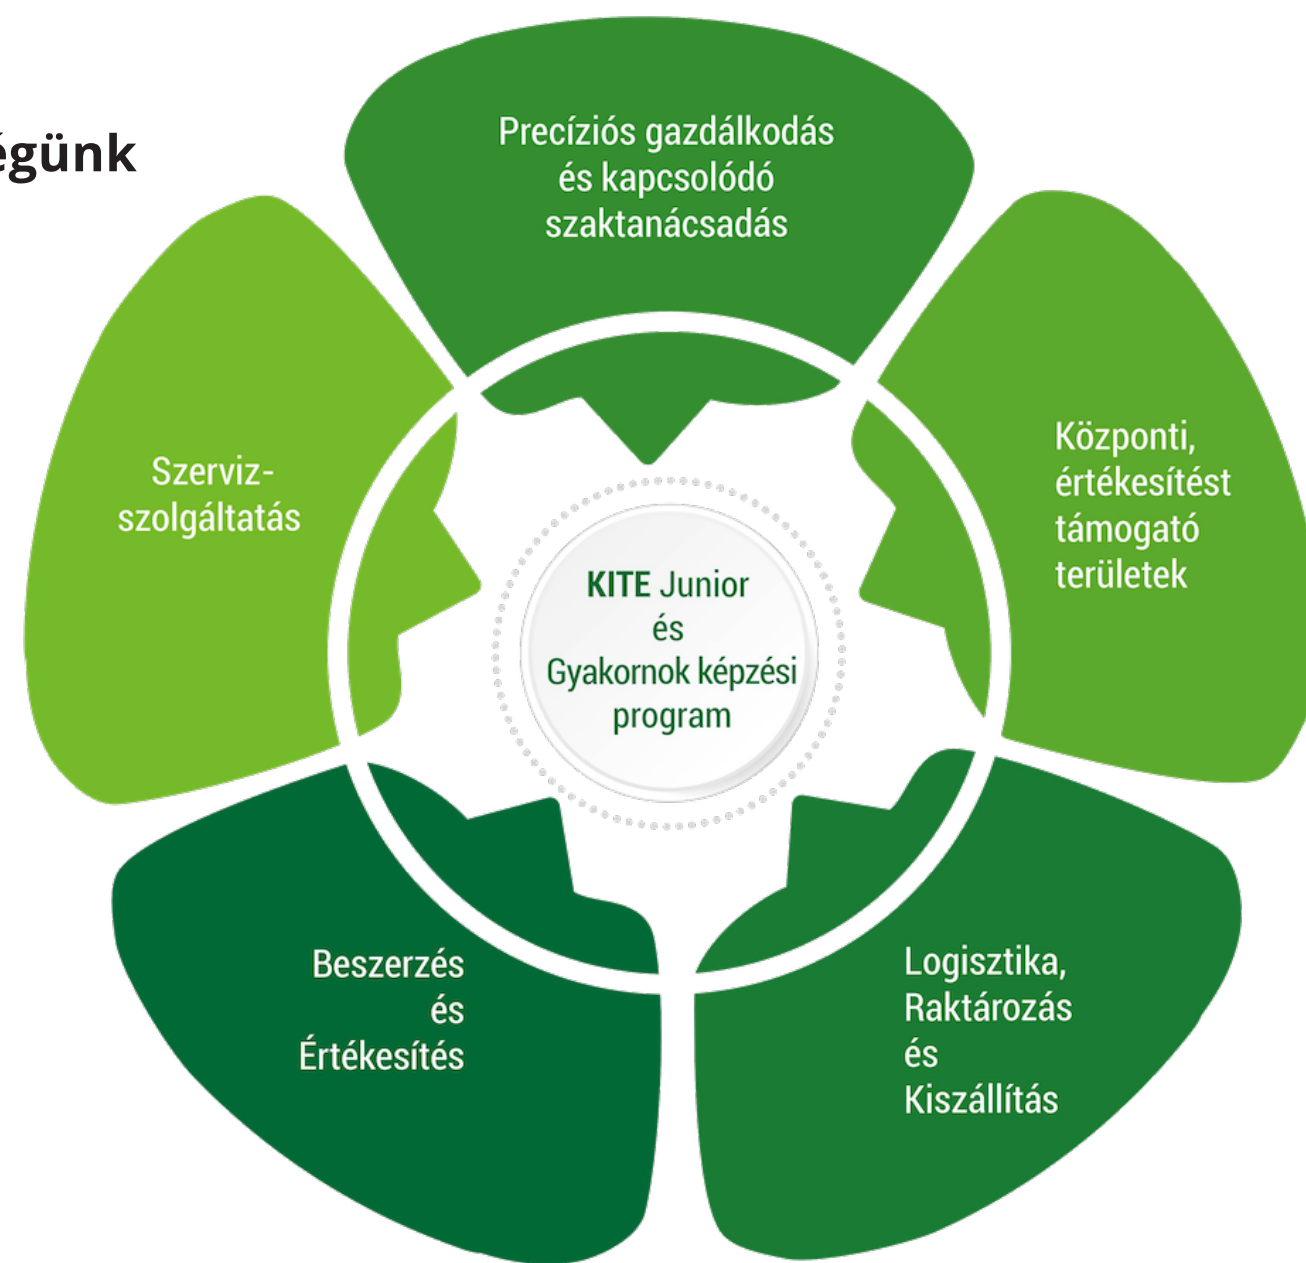 égünk
Precíziós gazdálkodás
és kapcsolódó
szaktanácsadás
Központi,
értékesítést
támogató
területek
Szerviz-
szolgáltatás
KITE Junior
és
Gyakornok képzési
program
Beszerzés
és
Értékesítés
Logisztika,
Raktározás
és
Kiszállítás